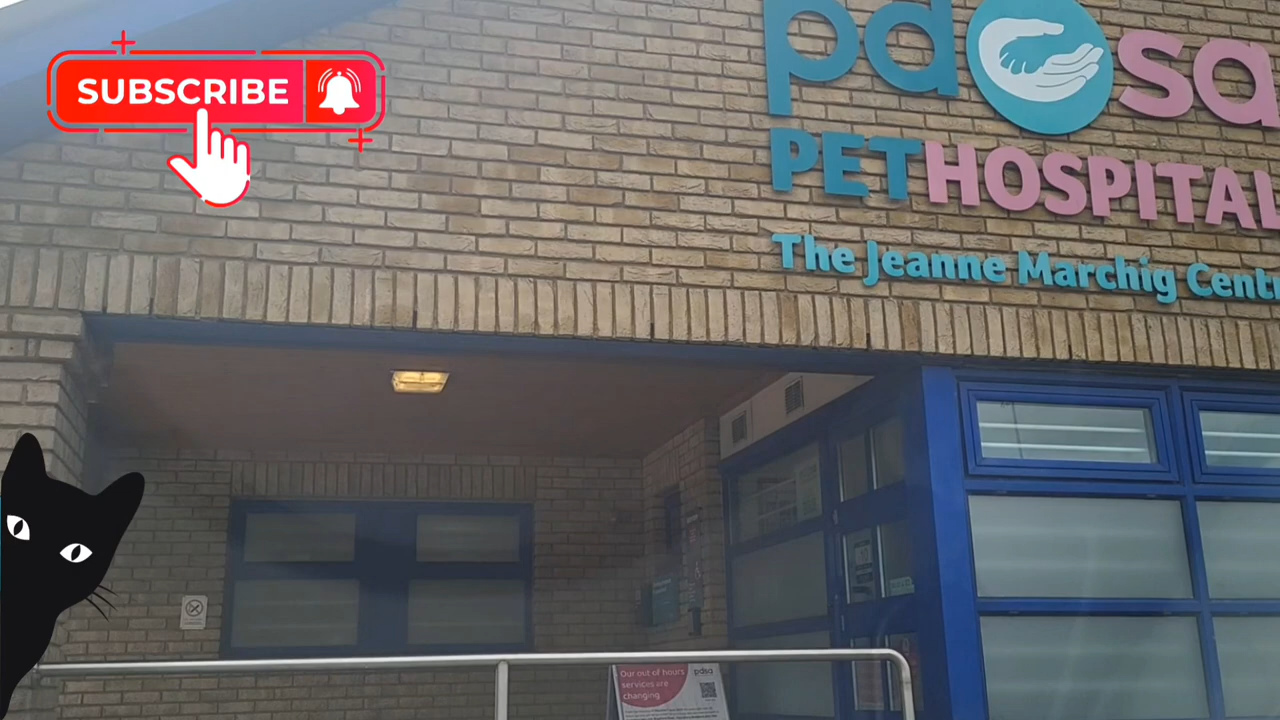 SUBSCRIBE
pdsa
PETHOSPITAL
The Jeanne Marchig Centr
Our out of hours
services are
changing
pdsa